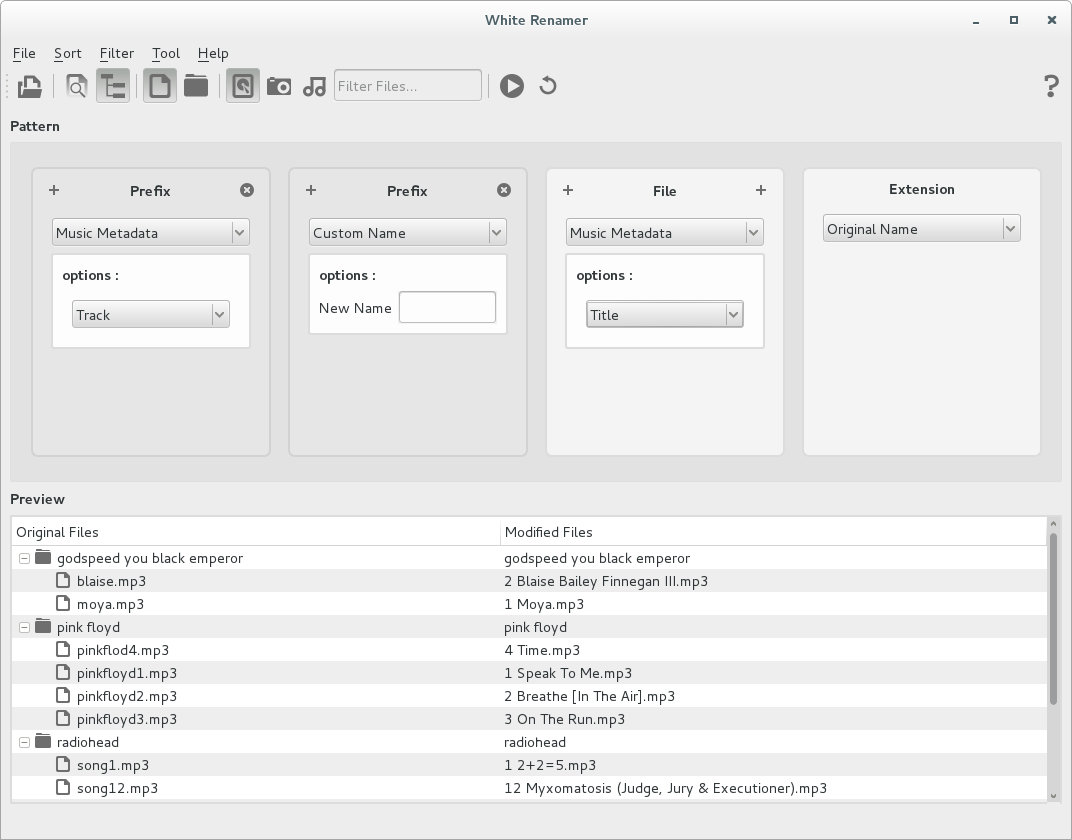 White Renamer
File Sort Filter Tool Help
Filter Files...
?
Pattern
Prefix Prefix File Extension
Music Metadata Custom Name Music Metadata Original Name
options : options : options :
Track New Name Title
Preview
Original Files Modified Files
godspeed you black emperor godspeed you black emperor
blaise.mp3 2 Blaise Bailey Finnegan III.mp3
moya.mp3 1 Moya.mp3
pink floyd pink floyd
pinkflod4.mp3 4 Time.mp3
pinkfloyd1.mp3 1 Speak To Me.mp3
pinkfloyd2.mp3 2 Breathe [In The Air].mp3
pinkfloyd3.mp3 3 On The Run.mp3
radiohead radiohead
song1.mp3 1 2+2=5.mp3
song12.mp3 12 Myxomatosis (Judge, Jury & Executioner).mp3